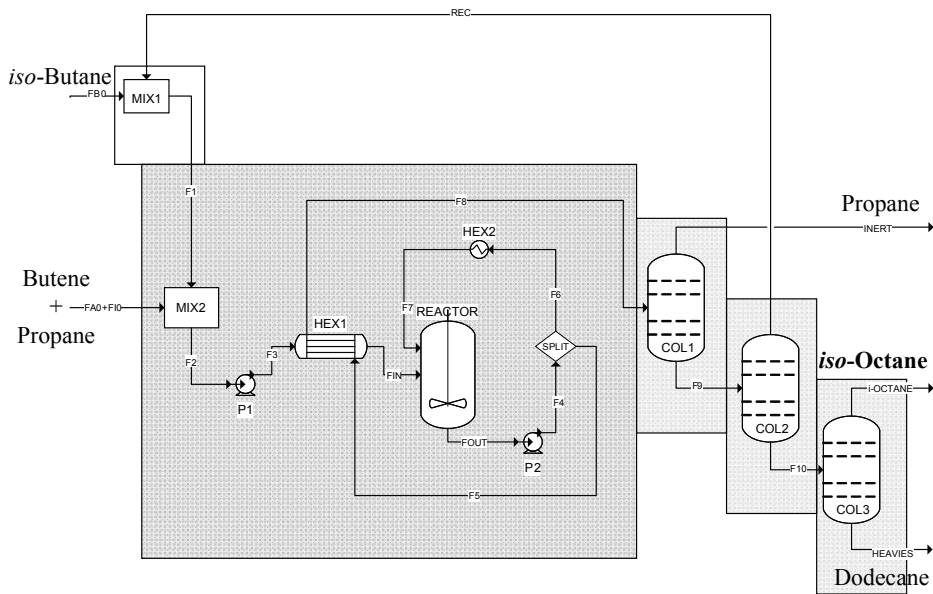 REC
iso-Butane
FB0
MIX1
F1
F8
Propane
INERT
HEX2
Butene
+
Propane
FA0+FI0
MIX2
F7
F6
REACTOR
HEX1
SPLIT
COL1
F2
F3
FIN
P1
F4
F9
iso-Octane
i-OCTANE
COL2
FOUT
P2
F10
F5
COL3
HEAVIES
Dodecane